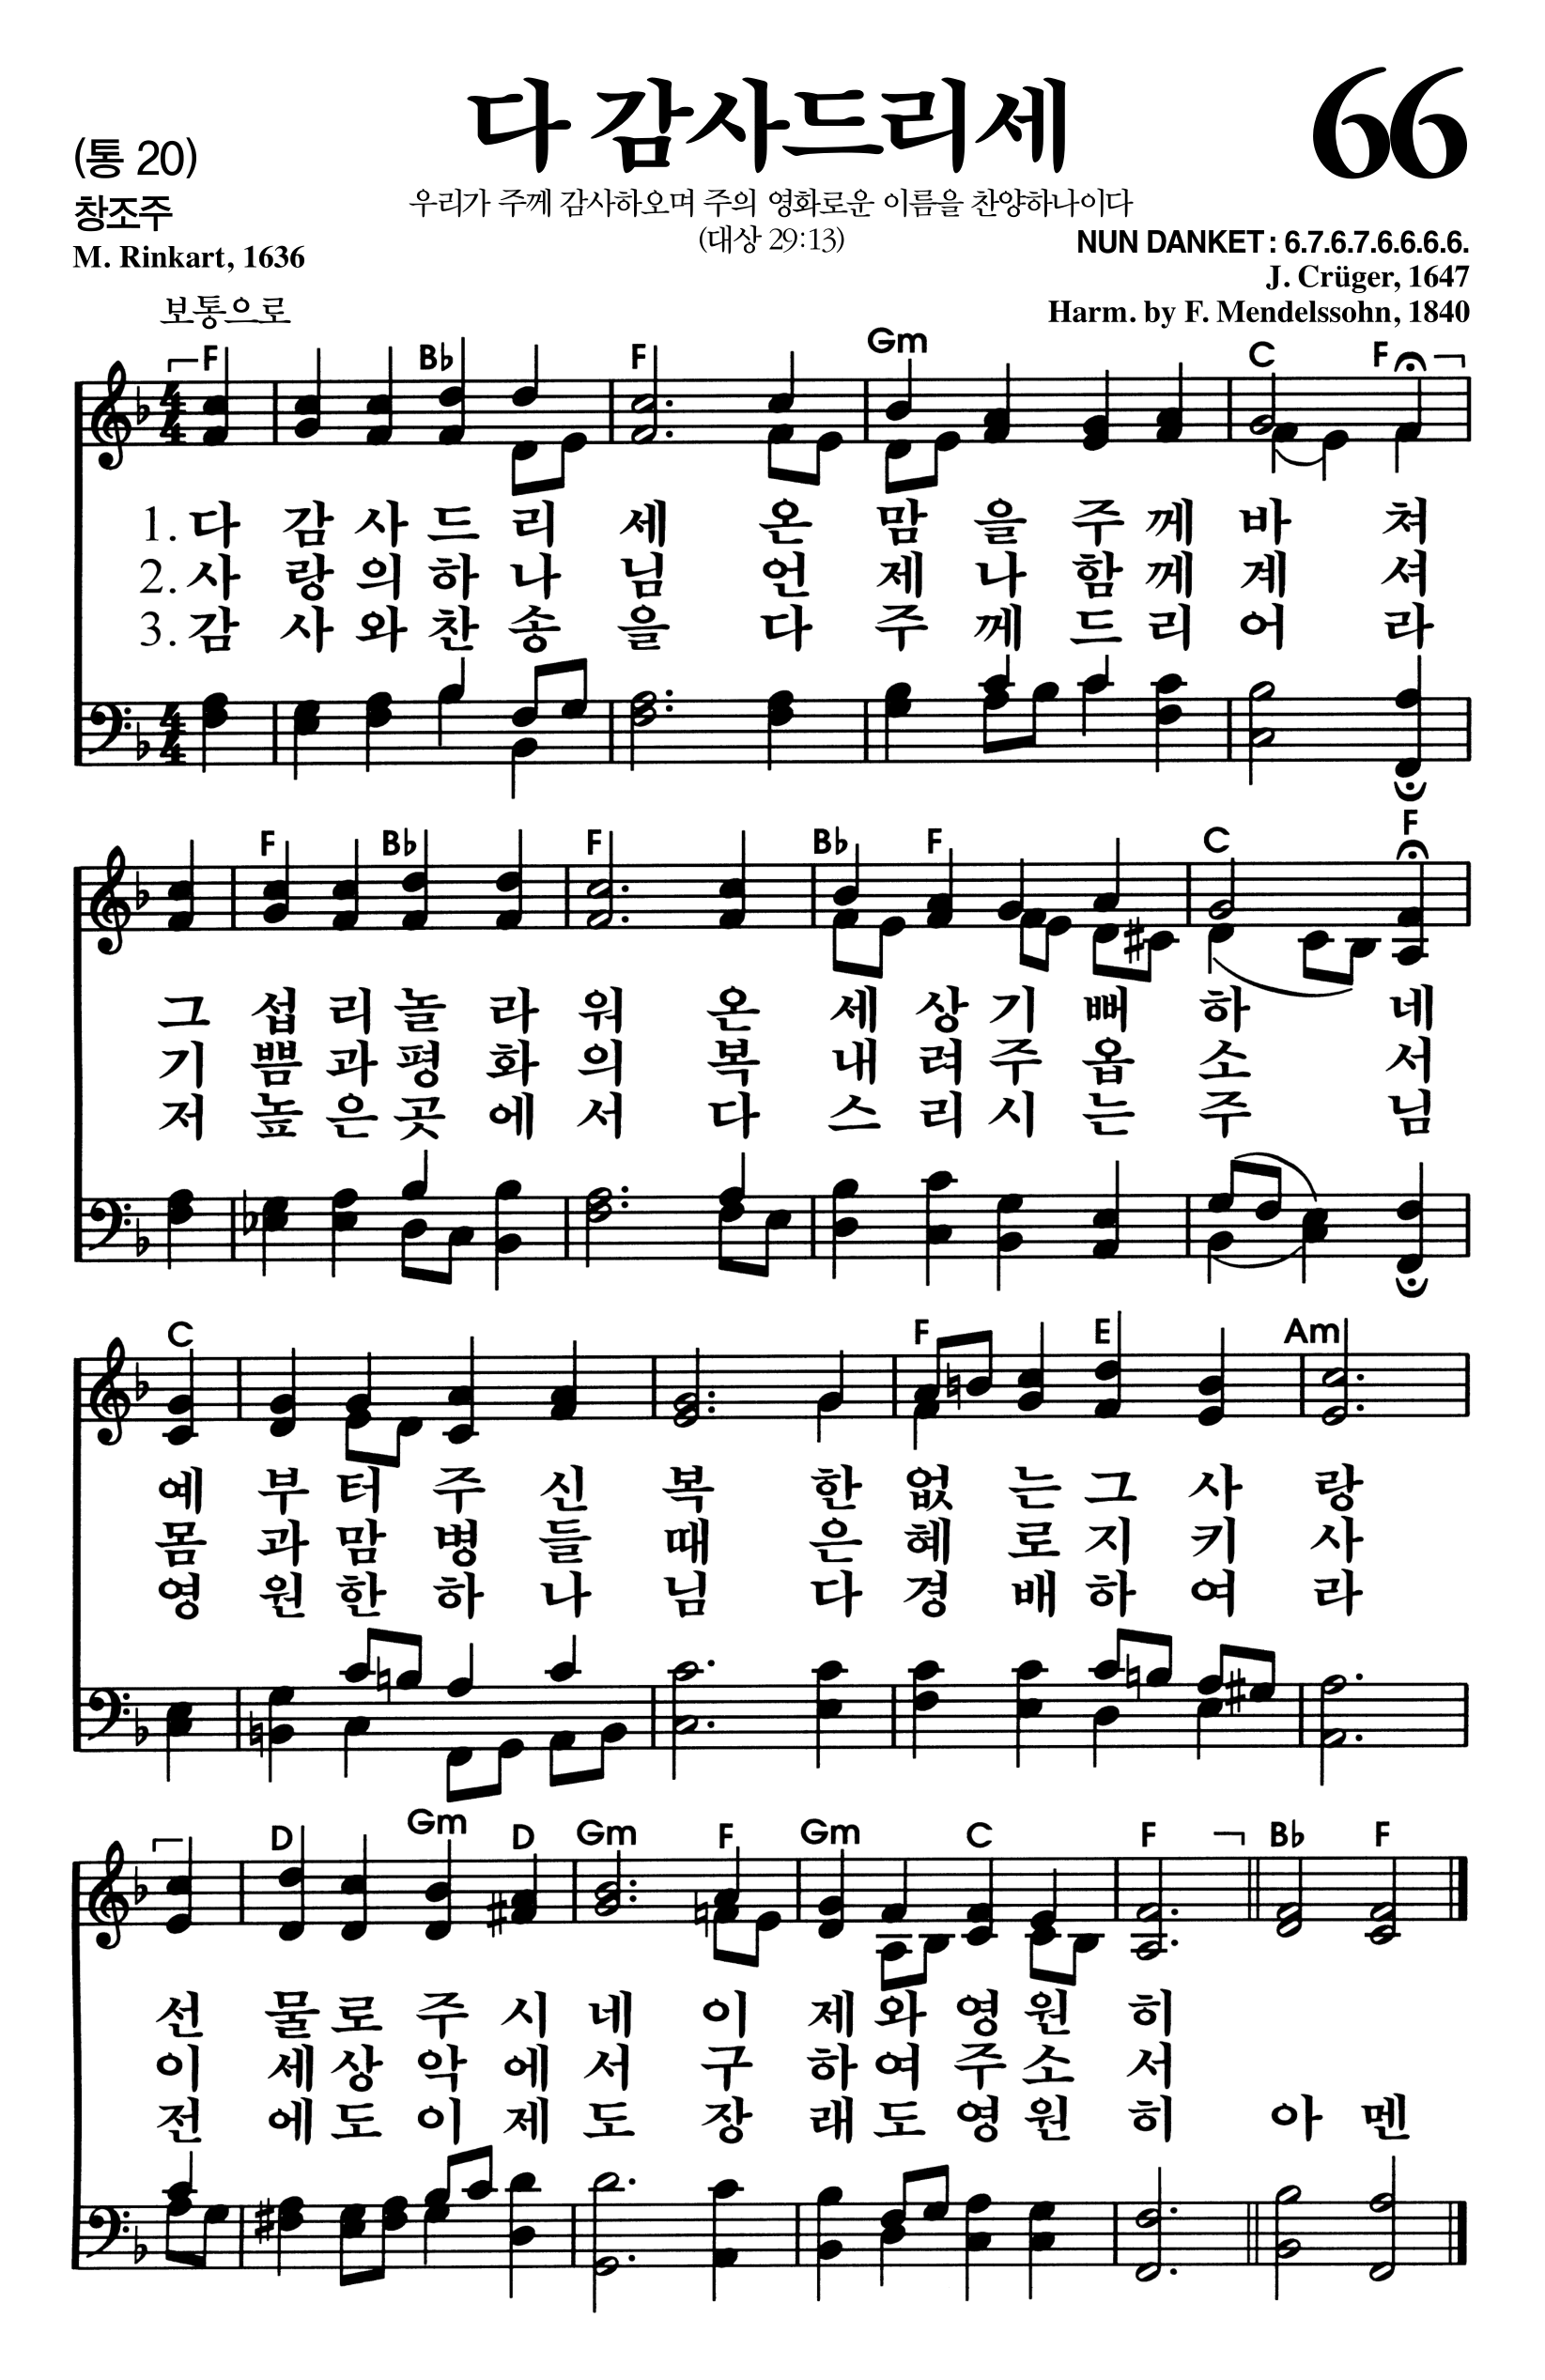 다 감사드리세
66
(통 20)
창조주
M. Rinkart, 1636
우리가 주께 감사하오며 주의 영화로운 이름을 찬양하나이다
(대상 29:13)
NUN DANKET : 6.7.6.7.6.6.6.6.
J. Crüger, 1647
Harm. by F. Mendelssohn, 1840
보통으로
F B♭ F Gm C F
1. 다 감 사 드 리 세 온 맘 을 주 께 바 쳐
2. 사 랑 의 하 나 님 언 제 나 함 께 계 셔
3. 감 사 와 찬 송 을 다 주 께 드 리 어 라
F B♭ F B♭ F C F
그 섭 리 놀 라 워 온 세 상 기 뻐 하 네
기 쁨 과 평 화 의 복 내 려 주 옵 소 서
저 높 은 곳 에 서 다 스 리 시 는 주 님
C F E Am
예 부 터 주 신 복 한 없 는 그 사 랑
몸 과 맘 병 들 때 은 혜 로 지 키 사
영 원 한 하 나 님 다 경 배 하 여 라
D Gm D Gm F Gm C F B♭ F
선 물 로 주 시 네 이 제 와 영 원 히
이 세 상 악 에 서 구 하 여 주 소 서
전 에 도 이 제 도 장 래 도 영 원 히 아 멘